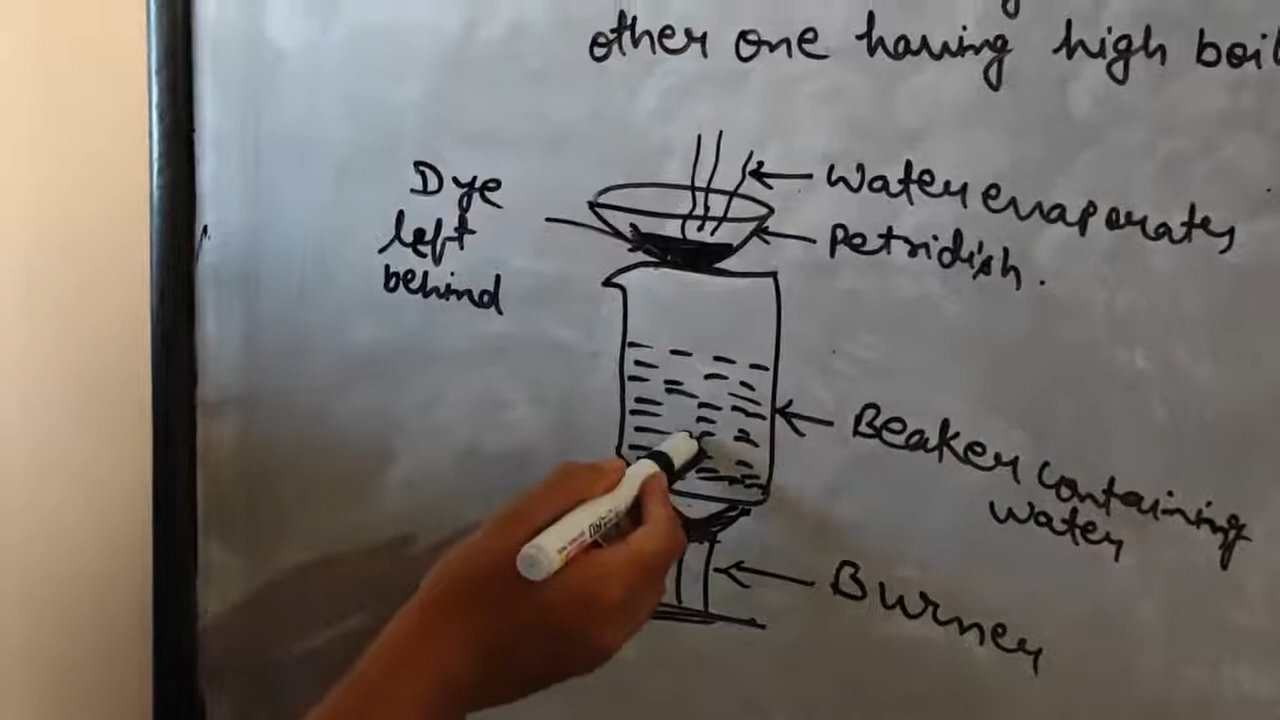 other one having high boil
Dye
left
behind
Water evaporates
Petridish.
Beaker containing
water
Burner